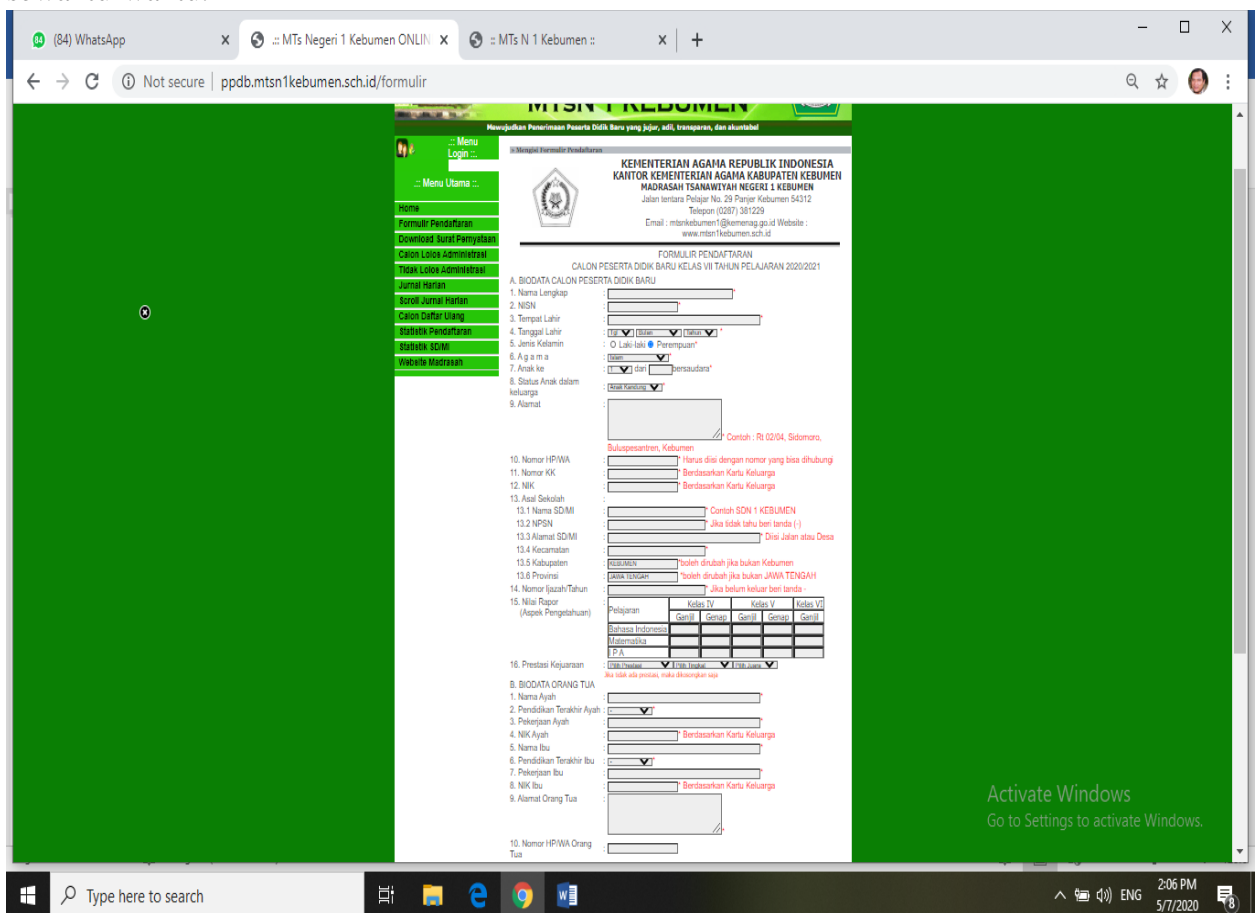 (84) WhatsApp
.:: MTs Negeri 1 Kebumen ONLIN
:: MTs N 1 Kebumen ::
Not secure | ppdb.mtsn1kebumen.sch.id/formulir
MTSN 1 KEBUMEN
Mewujudkan Penerimaan Peserta Didik Baru yang jujur, adil, transparan, dan akuntabel
.:: Menu
Login ::.
.:: Menu Utama ::.
Home
Formulir Pendaftaran
Download Surat Pernyataan
Calon Lolos Administrasi
Tidak Lolos Administrasi
Jurnal Harian
Scroll Jurnal Harian
Calon Daftar Ulang
Statistik Pendaftaran
Statistik SD/MI
Website Madrasah
» Mengisi Formulir Pendaftaran
KEMENTERIAN AGAMA REPUBLIK INDONESIA
KANTOR KEMENTERIAN AGAMA KABUPATEN KEBUMEN
MADRASAH TSANAWIYAH NEGERI 1 KEBUMEN
Jalan tentara Pelajar No. 29 Panjer Kebumen 54312
Telepon (0287) 381229
Email : mtsnkebumen1@kemenag.go.id Website :
www.mtsn1kebumen.sch.id
FORMULIR PENDAFTARAN
CALON PESERTA DIDIK BARU KELAS VII TAHUN PELAJARAN 2020/2021
A. BIODATA CALON PESERTA DIDIK BARU
1. Nama Lengkap : *
2. NISN : *
3. Tempat Lahir : *
4. Tanggal Lahir : Tgl Bulan Tahun *
5. Jenis Kelamin : Laki-laki Perempuan*
6. A g a m a : Islam *
7. Anak ke : 1 dari bersaudara*
8. Status Anak dalam
keluarga : Anak Kandung *
9. Alamat : * Contoh : Rt 02/04, Sidomoro,
Buluspesantren, Kebumen
10. Nomor HP/WA : * Harus diisi dengan nomor yang bisa dihubungi
11. Nomor KK : * Berdasarkan Kartu Keluarga
12. NIK : * Berdasarkan Kartu Keluarga
13. Asal Sekolah :
13.1 Nama SD/MI : * Contoh SDN 1 KEBUMEN
13.2 NPSN : * Jika tidak tahu beri tanda (-)
13.3 Alamat SD/MI : * Diisi Jalan atau Desa
13.4 Kecamatan : *
13.5 Kabupaten : KEBUMEN *boleh dirubah jika bukan Kebumen
13.6 Provinsi : JAWA TENGAH *boleh dirubah jika bukan JAWA TENGAH
14. Nomor Ijazah/Tahun : * Jika belum keluar beri tanda -
15. Nilai Rapor
(Aspek Pengetahuan) :
Pelajaran Kelas IV Kelas V Kelas VI
Ganjil Genap Ganjil Genap Ganjil
Bahasa Indonesia
Matematika
I P A
16. Prestasi Kejuaraan : Pilih Prestasi Pilih Tingkat Pilih Juara
Jika tidak ada prestasi, maka dikosongkan saja
B. BIODATA ORANG TUA
1. Nama Ayah : *
2. Pendidikan Terakhir Ayah : - *
3. Pekerjaan Ayah : *
4. NIK Ayah : * Berdasarkan Kartu Keluarga
5. Nama Ibu : *
6. Pendidikan Terakhir Ibu : - *
7. Pekerjaan Ibu : *
8. NIK Ibu : * Berdasarkan Kartu Keluarga
9. Alamat Orang Tua : *
10. Nomor HP/WA Orang
Tua :
Activate Windows
Go to Settings to activate Windows.
Type here to search
ENG
2:06 PM
5/7/2020
8